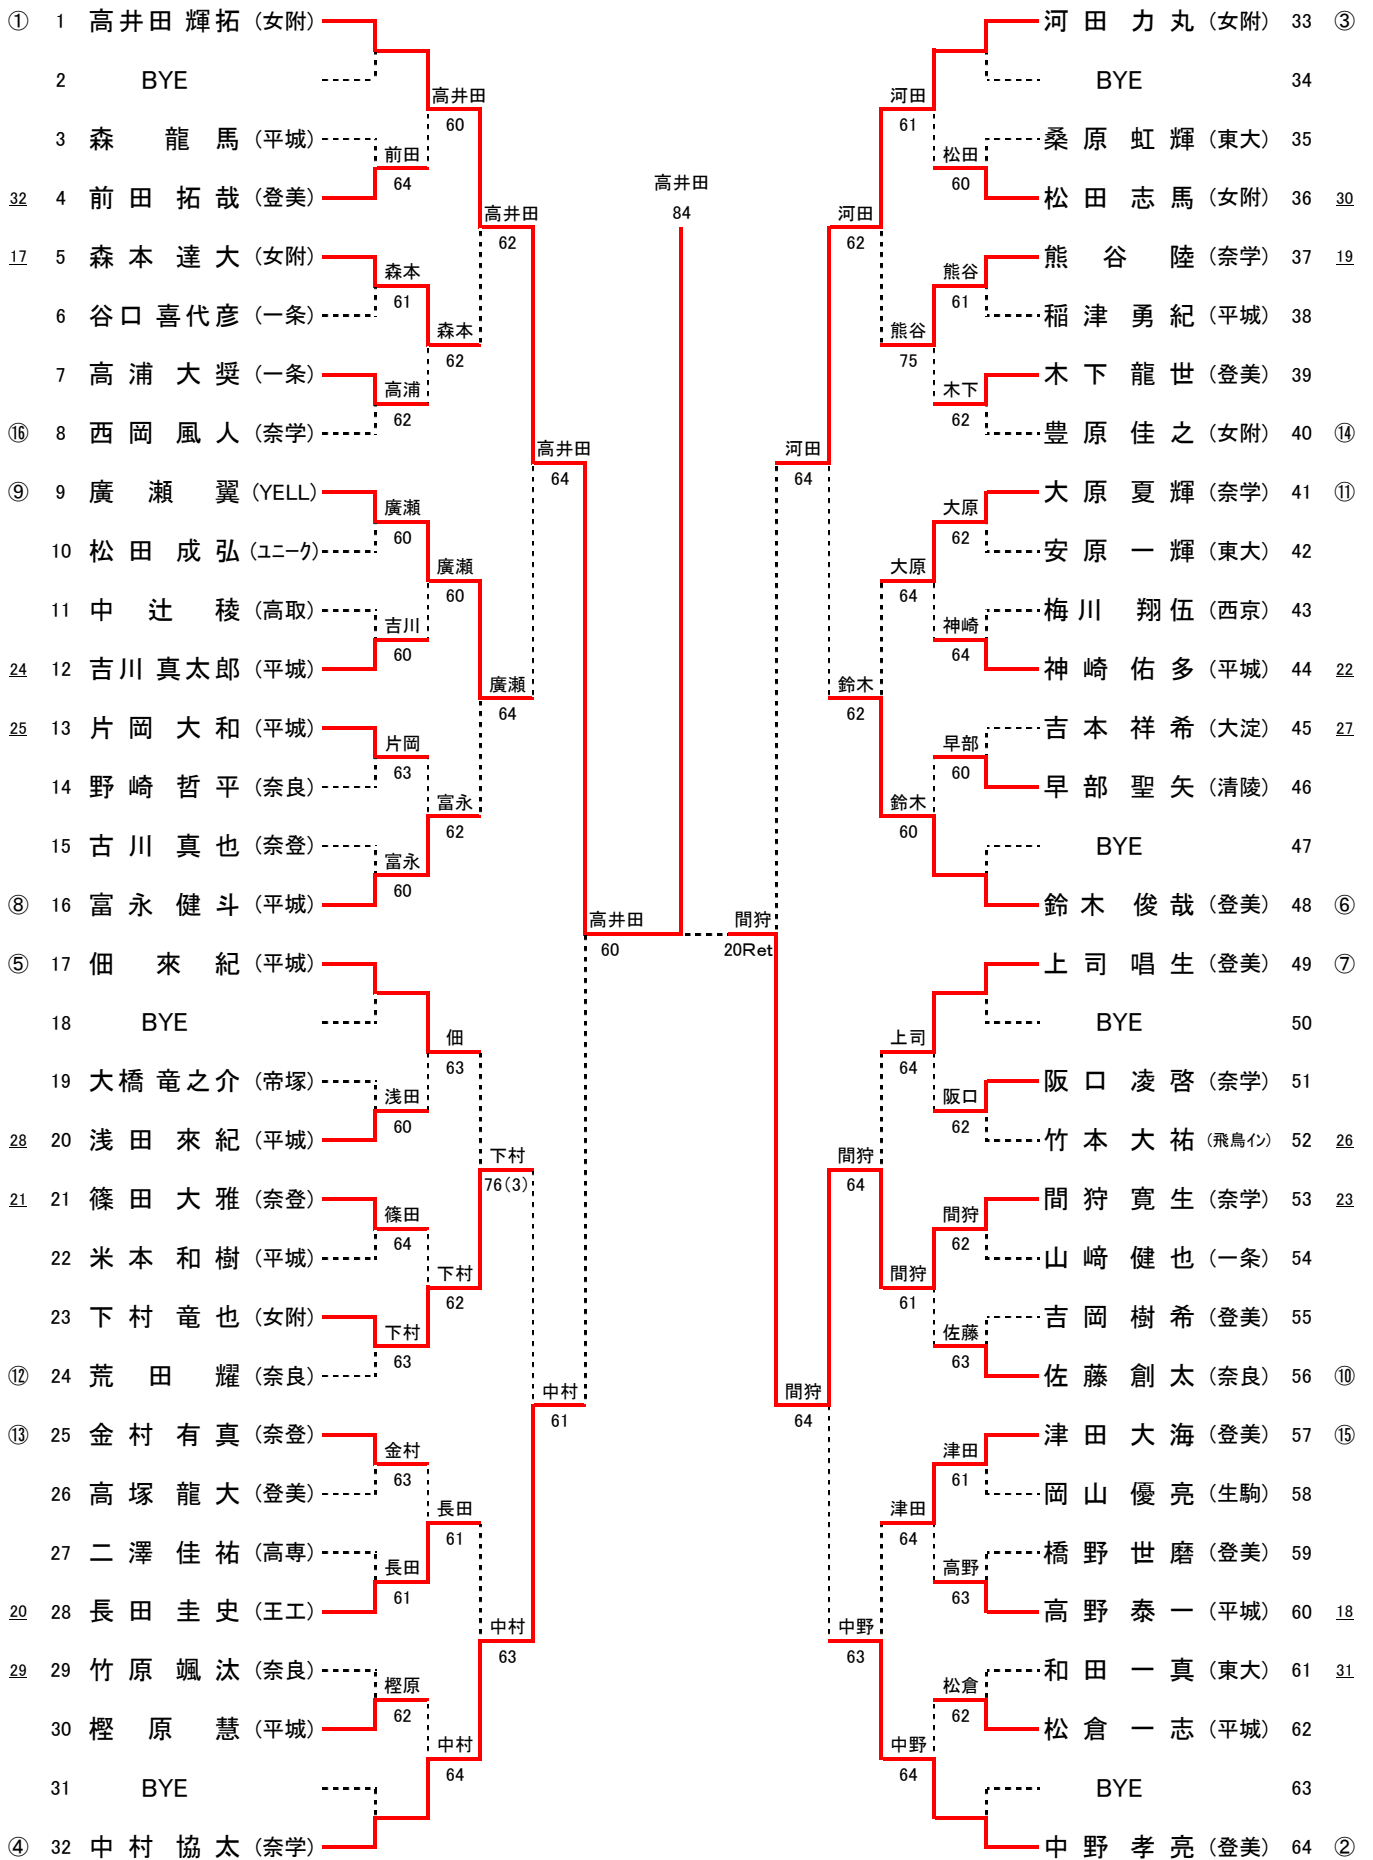 ① 1 高井田 輝拓 (女附)
2 BYE
3 森 龍馬 (平城)
32 4 前田 拓哉 (登美)
17 5 森本 達大 (女附)
6 谷口 喜代彦 (一条)
7 高浦 大奨 (一条)
⑯ 8 西岡 風人 (奈学)
⑨ 9 廣瀬 翼 (YELL)
10 松田 成弘 (ユニーク)
11 中辻 稜 (高取)
24 12 吉川 真太郎 (平城)
25 13 片岡 大和 (平城)
14 野崎 哲平 (奈良)
15 古川 真也 (奈登)
⑧ 16 富永 健斗 (平城)
⑤ 17 佃 來紀 (平城)
18 BYE
19 大橋 竜之介 (帝塚)
28 20 浅田 來紀 (平城)
21 21 篠田 大雅 (奈登)
22 米本 和樹 (平城)
23 下村 竜也 (女附)
⑫ 24 荒田 耀 (奈良)
⑬ 25 金村 有真 (奈登)
26 高塚 龍大 (登美)
27 二澤 佳祐 (高専)
20 28 長田 圭史 (王工)
29 29 竹原 颯汰 (奈良)
30 樫原 慧 (平城)
31 BYE
④ 32 中村 協太 (奈学)
前田
64
森本
61
高浦
62
廣瀬
60
吉川
60
片岡
63
富永
60
浅田
60
篠田
64
下村
63
金村
63
長田
61
樫原
62
高井田
60
森本
62
廣瀬
60
富永
62
佃
63
下村
62
長田
61
中村
64
高井田
62
廣瀬
64
下村
76(3)
中村
63
高井田
64
中村
61
高井田
60
高井田
84
間狩
20Ret
河田
64
間狩
64
河田
62
鈴木
62
間狩
64
中野
63
河田
61
熊谷
75
大原
64
鈴木
60
上司
64
間狩
61
津田
64
中野
64
松田
60
熊谷
61
木下
62
大原
62
神崎
64
早部
60
阪口
62
間狩
62
佐藤
63
津田
61
高野
63
松倉
62
河田 力丸 (女附) 33 ③
BYE 34
桑原 虹輝 (東大) 35
松田 志馬 (女附) 36 30
熊谷 陸 (奈学) 37 19
稲津 勇紀 (平城) 38
木下 龍世 (登美) 39
豊原 佳之 (女附) 40 ⑭
大原 夏輝 (奈学) 41 ⑪
安原 一輝 (東大) 42
梅川 翔伍 (西京) 43
神崎 佑多 (平城) 44 22
吉本 祥希 (大淀) 45 27
早部 聖矢 (清陵) 46
BYE 47
鈴木 俊哉 (登美) 48 ⑥
上司 唱生 (登美) 49 ⑦
BYE 50
阪口 凌啓 (奈学) 51
竹本 大祐 (飛鳥イン) 52 26
間狩 寛生 (奈学) 53 23
山﨑 健也 (一条) 54
吉岡 樹希 (登美) 55
佐藤 創太 (奈良) 56 ⑩
津田 大海 (登美) 57 ⑮
岡山 優亮 (生駒) 58
橋野 世磨 (登美) 59
高野 泰一 (平城) 60 18
和田 一真 (東大) 61 31
松倉 一志 (平城) 62
BYE 63
中野 孝亮 (登美) 64 ②